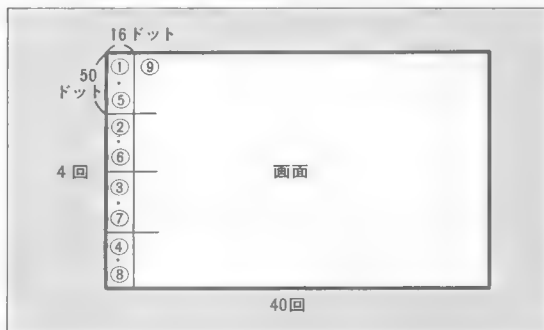 16ドット
50
ドット
① ⑨
・
⑤
②
・
⑥
4回
画面
③
・
⑦
④
・
⑧
40回